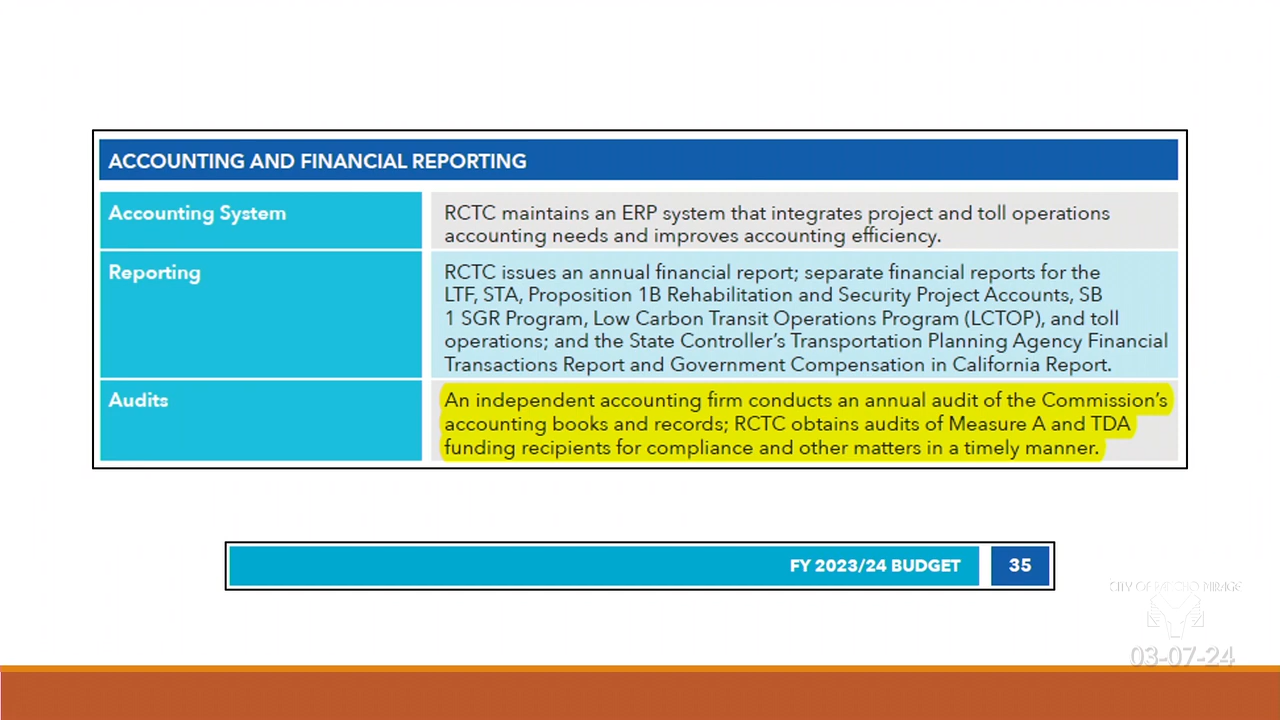 ACCOUNTING AND FINANCIAL REPORTING
Accounting System
RCTC maintains an ERP system that integrates project and toll operations
accounting needs and improves accounting efficiency.
Reporting
RCTC issues an annual financial report; separate financial reports for the
LTF, STA, Proposition 1B Rehabilitation and Security Project Accounts, SB
1 SGR Program, Low Carbon Transit Operations Program (LCTOP), and toll
operations; and the State Controller's Transportation Planning Agency Financial
Transactions Report and Government Compensation in California Report.
Audits
An independent accounting firm conducts an annual audit of the Commission's
accounting books and records; RCTC obtains audits of Measure A and TDA
funding recipients for compliance and other matters in a timely manner.
FY 2023/24 BUDGET 35
CITY OF RANCHO MIRAGE
03-07-24